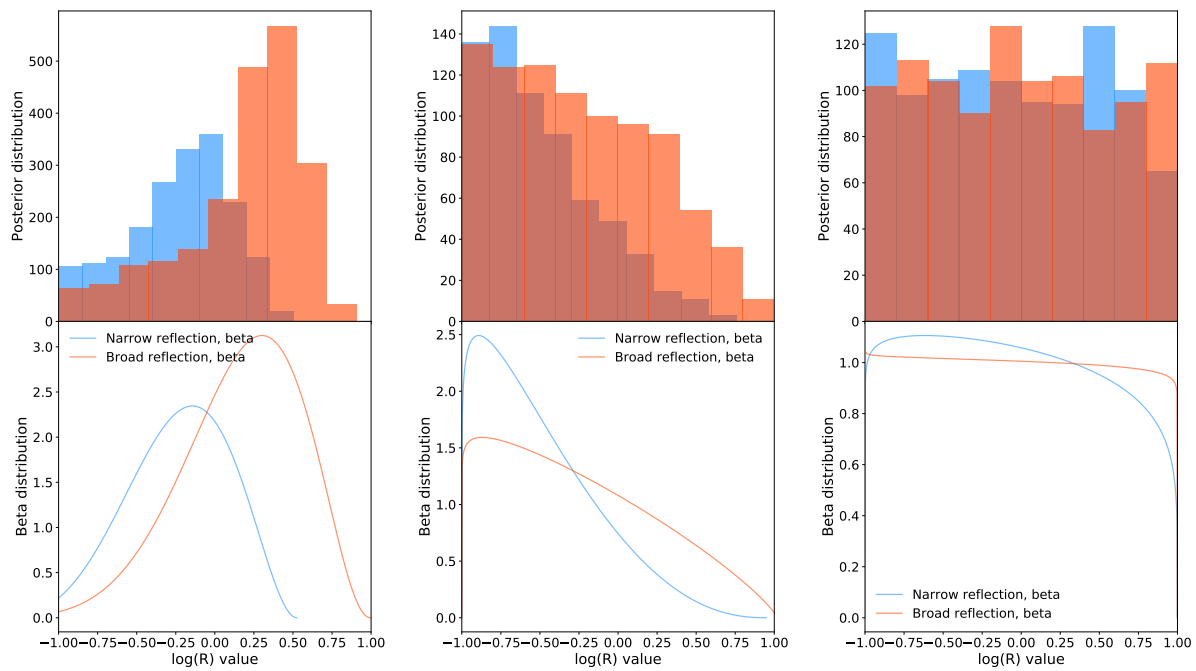 Posterior distribution
500
400
300
200
100
0
Posterior distribution
140
120
100
80
60
40
20
0
Posterior distribution
120
100
80
60
40
20
0
Beta distribution
3.0
2.5
2.0
1.5
1.0
0.5
0.0
Narrow reflection, beta
Broad reflection, beta
−1.00−0.75−0.50−0.25 0.00 0.25 0.50 0.75 1.00
log(R) value
Beta distribution
2.5
2.0
1.5
1.0
0.5
0.0
Narrow reflection, beta
Broad reflection, beta
−1.00−0.75−0.50−0.25 0.00 0.25 0.50 0.75 1.00
log(R) value
Beta distribution
1.0
0.8
0.6
0.4
0.2
0.0
Narrow reflection, beta
Broad reflection, beta
−1.00−0.75−0.50−0.25 0.00 0.25 0.50 0.75 1.00
log(R) value